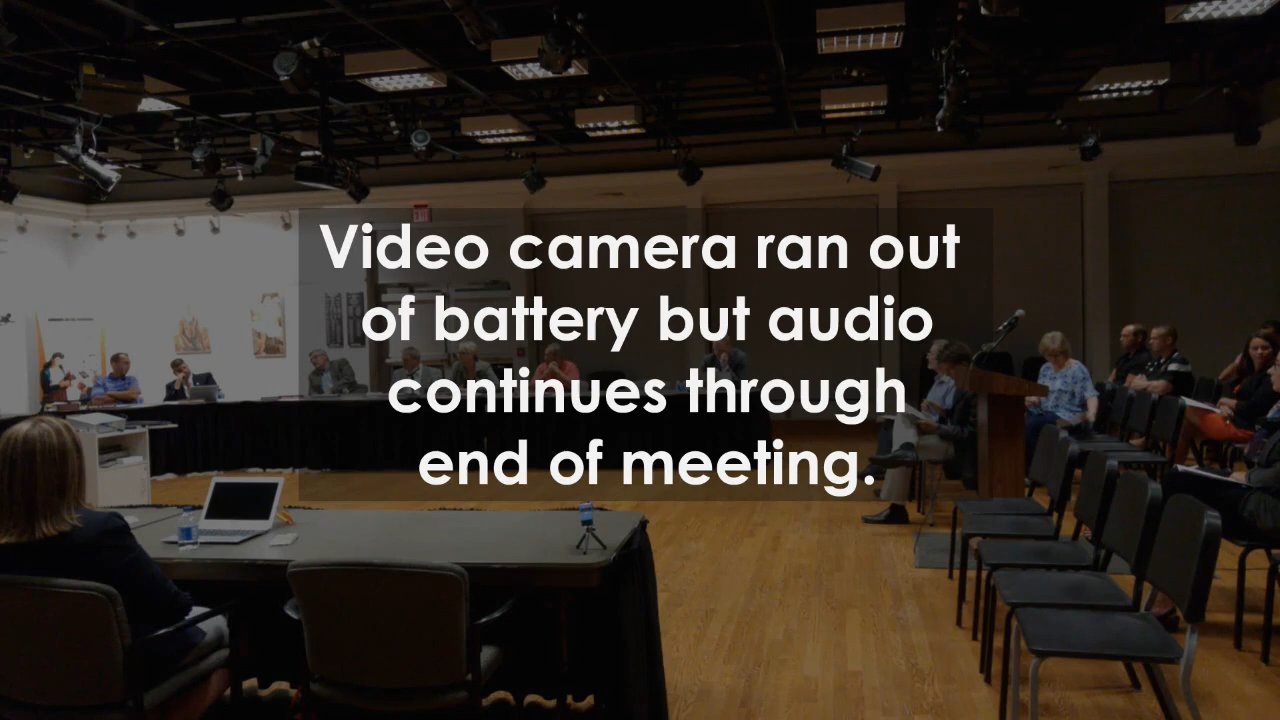 Video camera ran out
of battery but audio
continues through
end of meeting.